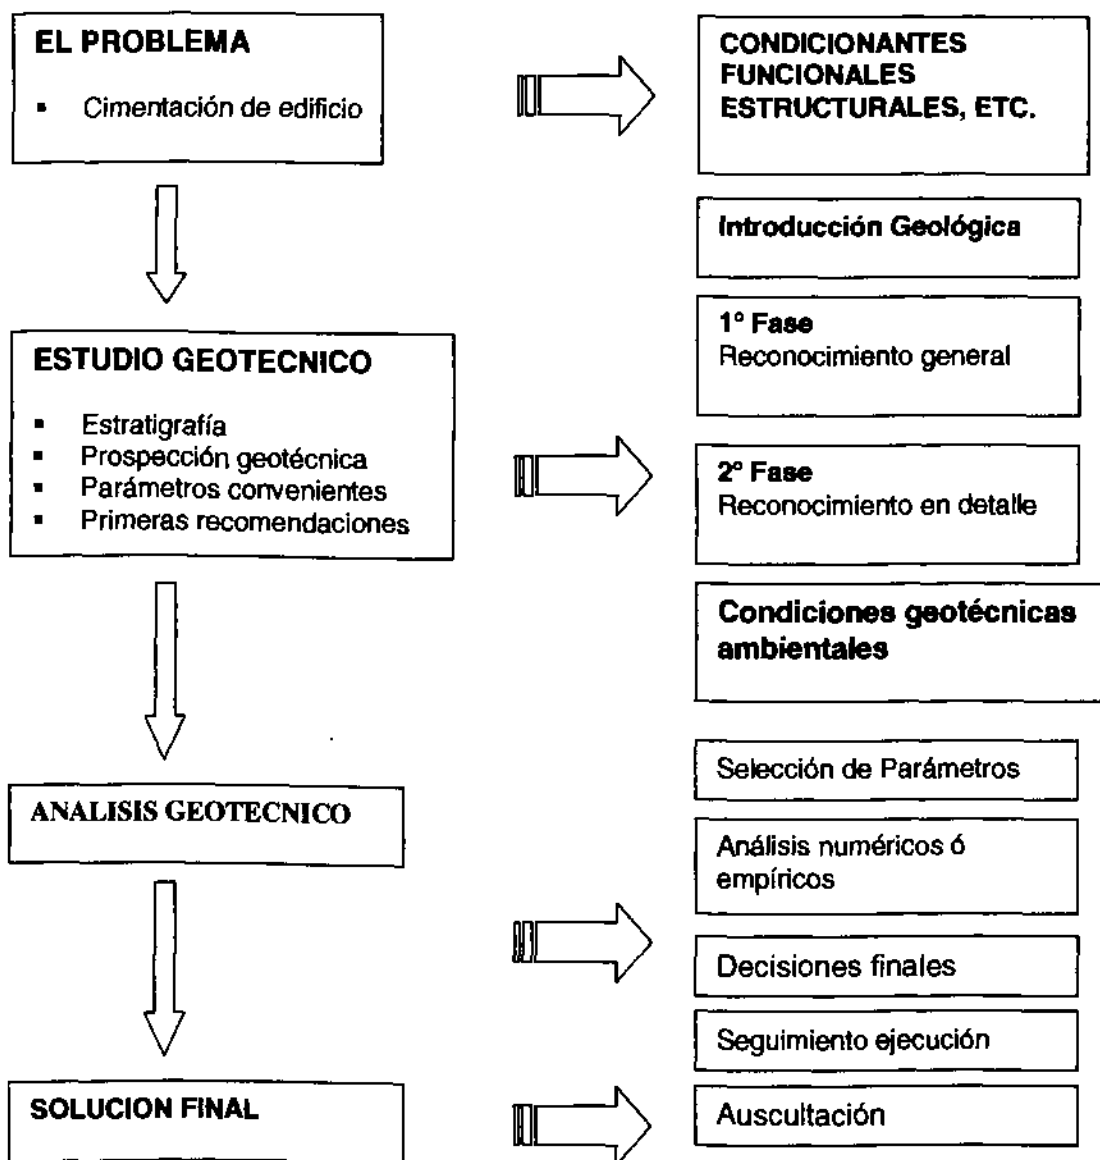 EL PROBLEMA
▪ Cimentación de edificio
CONDICIONANTES
FUNCIONALES
ESTRUCTURALES, ETC.
Introducción Geológica
1º Fase
Reconocimiento general
ESTUDIO GEOTECNICO
▪ Estratigrafía
▪ Prospección geotécnica
▪ Parámetros convenientes
▪ Primeras recomendaciones
2º Fase
Reconocimiento en detalle
Condiciones geotécnicas
ambientales
ANALISIS GEOTECNICO
Selección de Parámetros
Análisis numéricos ó
empíricos
Decisiones finales
Seguimiento ejecución
SOLUCION FINAL
Auscultación